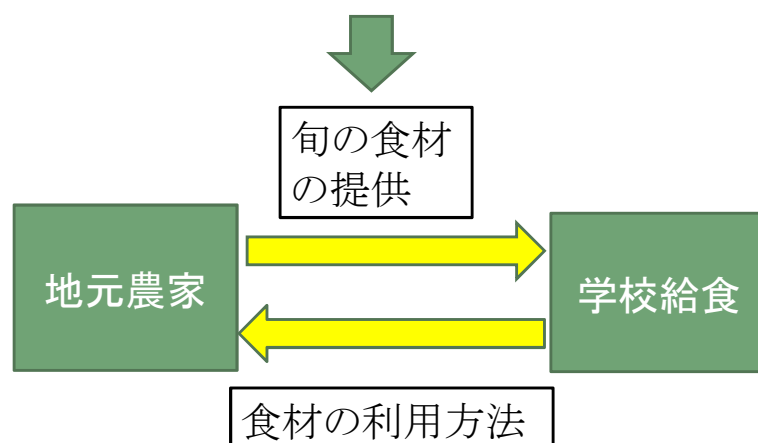 旬の食材
の提供
地元農家
学校給食
食材の利用方法